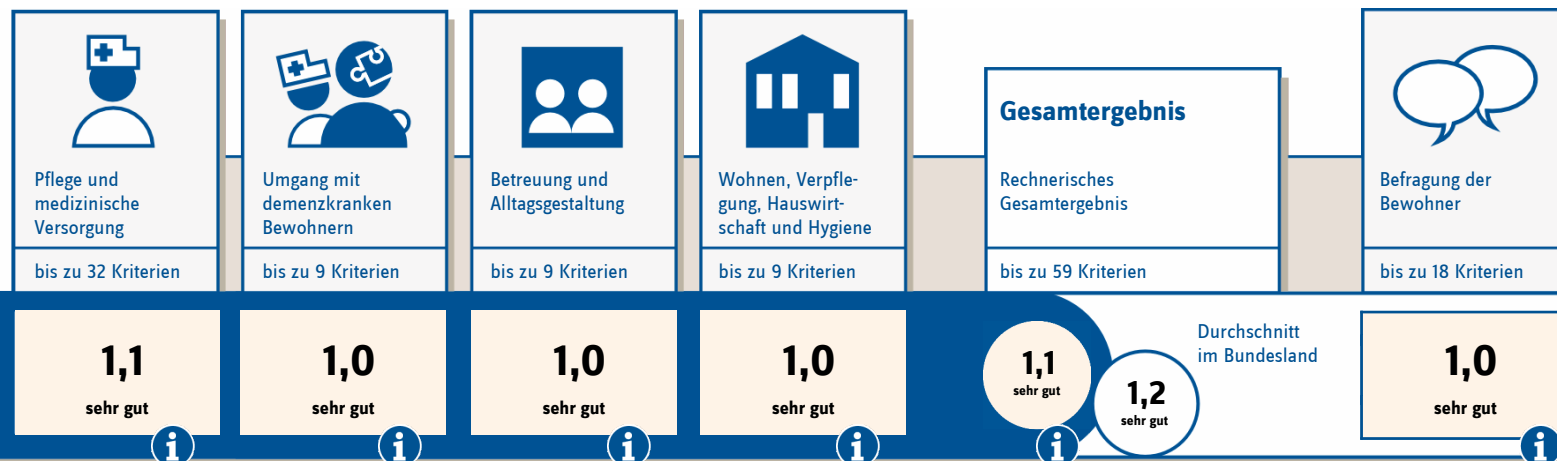 Pflege und
medizinische
Versorgung
bis zu 32 Kriterien
1,1
sehr gut
i
Umgang mit
demenzkranken
Bewohnern
bis zu 9 Kriterien
1,0
sehr gut
i
Betreuung und
Alltagsgestaltung
bis zu 9 Kriterien
1,0
sehr gut
i
Wohnen, Verpfle-
gung, Hauswirt-
schaft und Hygiene
bis zu 9 Kriterien
1,0
sehr gut
i
Gesamtergebnis
Rechnerisches
Gesamtergebnis
bis zu 59 Kriterien
1,1
sehr gut
i
1,2
sehr gut
Durchschnitt
im Bundesland
Befragung der
Bewohner
bis zu 18 Kriterien
1,0
sehr gut
i